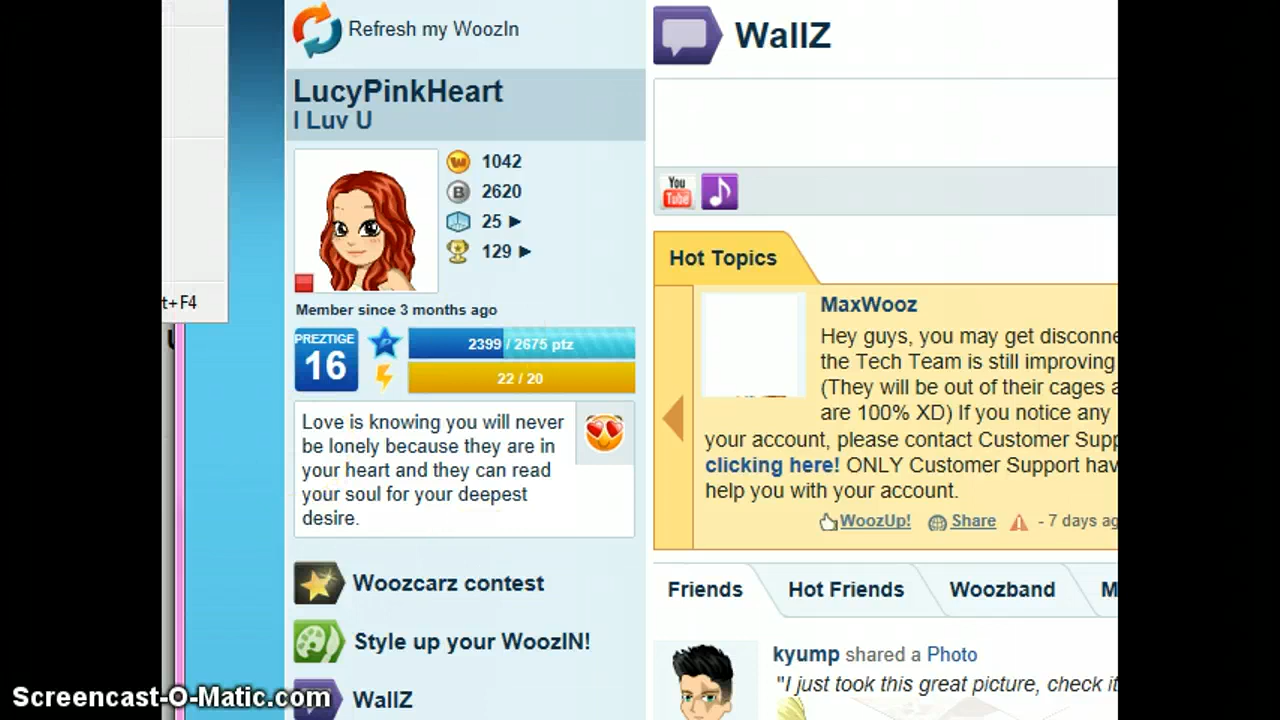 Refresh my WoozIn
LucyPinkHeart
I Luv U
1042
B 2620
25
129
t+F4
Member since 3 months ago
PREZTIGE
16
P
2399 / 2675 ptz
22 / 20
Love is knowing you will never
be lonely because they are in
your heart and they can read
your soul for your deepest
desire.
Woozcarz contest
Style up your WoozIN!
WallZ
WallZ
You
Tube
Hot Topics
MaxWooz
Hey guys, you may get disconne
the Tech Team is still improving
(They will be out of their cages a
are 100% XD) If you notice any
your account, please contact Customer Supp
clicking here! ONLY Customer Support hav
help you with your account.
WoozUp! Share - 7 days ag
Friends Hot Friends Woozband M
kyump shared a Photo
"I just took this great picture, check it
Screencast-O-Matic.com